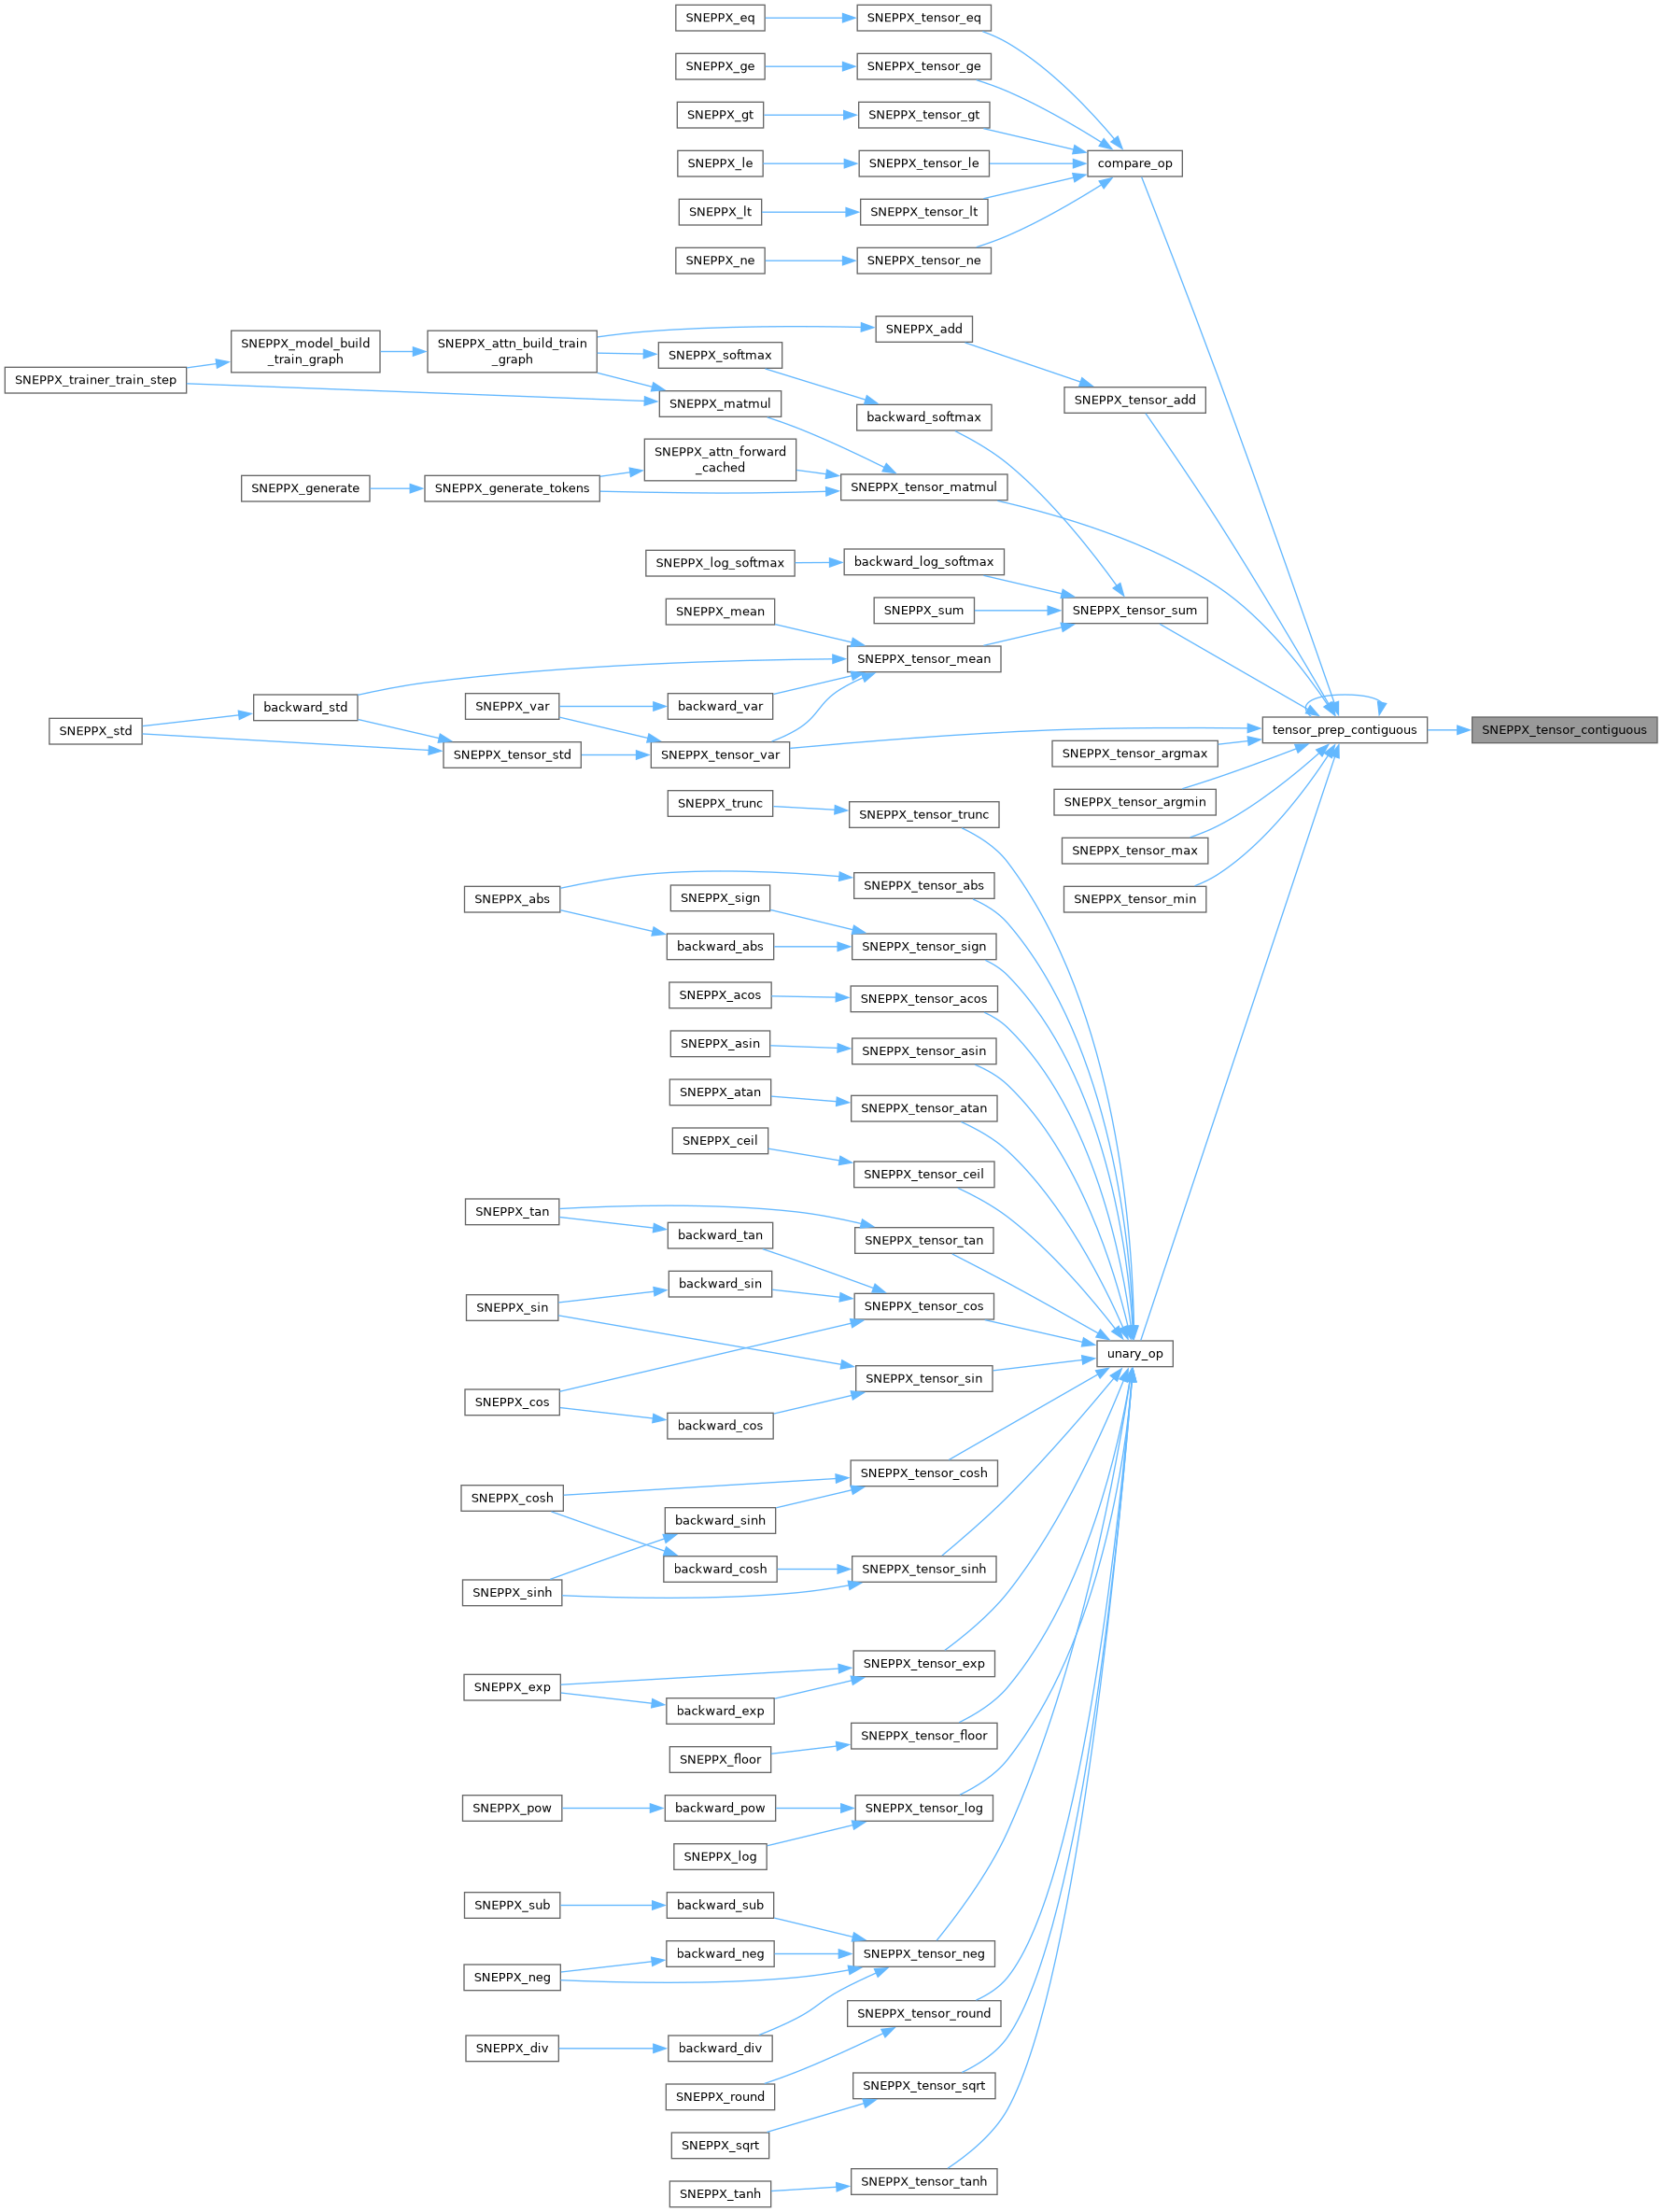 SNEPPX_eq
SNEPPX_tensor_eq
SNEPPX_ge
SNEPPX_tensor_ge
SNEPPX_gt
SNEPPX_tensor_gt
SNEPPX_le
SNEPPX_tensor_le
compare_op
SNEPPX_lt
SNEPPX_tensor_lt
SNEPPX_ne
SNEPPX_tensor_ne
SNEPPX_add
SNEPPX_model_build
_train_graph
SNEPPX_attn_build_train
_graph
SNEPPX_softmax
SNEPPX_trainer_train_step
SNEPPX_matmul
SNEPPX_tensor_add
backward_softmax
SNEPPX_attn_forward
_cached
SNEPPX_generate
SNEPPX_generate_tokens
SNEPPX_tensor_matmul
SNEPPX_log_softmax
backward_log_softmax
SNEPPX_mean
SNEPPX_sum
SNEPPX_tensor_sum
SNEPPX_tensor_mean
backward_std
SNEPPX_var
backward_var
SNEPPX_std
tensor_prep_contiguous
SNEPPX_tensor_contiguous
SNEPPX_tensor_std
SNEPPX_tensor_var
SNEPPX_tensor_argmax
SNEPPX_trunc
SNEPPX_tensor_trunc
SNEPPX_tensor_argmin
SNEPPX_tensor_max
SNEPPX_tensor_abs
SNEPPX_abs
SNEPPX_sign
SNEPPX_tensor_min
backward_abs
SNEPPX_tensor_sign
SNEPPX_acos
SNEPPX_tensor_acos
SNEPPX_asin
SNEPPX_tensor_asin
SNEPPX_atan
SNEPPX_tensor_atan
SNEPPX_ceil
SNEPPX_tensor_ceil
SNEPPX_tan
backward_tan
SNEPPX_tensor_tan
backward_sin
SNEPPX_sin
SNEPPX_tensor_cos
unary_op
SNEPPX_tensor_sin
SNEPPX_cos
backward_cos
SNEPPX_tensor_cosh
SNEPPX_cosh
backward_sinh
backward_cosh
SNEPPX_tensor_sinh
SNEPPX_sinh
SNEPPX_tensor_exp
SNEPPX_exp
backward_exp
SNEPPX_tensor_floor
SNEPPX_floor
SNEPPX_pow
backward_pow
SNEPPX_tensor_log
SNEPPX_log
SNEPPX_sub
backward_sub
backward_neg
SNEPPX_tensor_neg
SNEPPX_neg
SNEPPX_tensor_round
SNEPPX_div
backward_div
SNEPPX_tensor_sqrt
SNEPPX_round
SNEPPX_sqrt
SNEPPX_tensor_tanh
SNEPPX_tanh